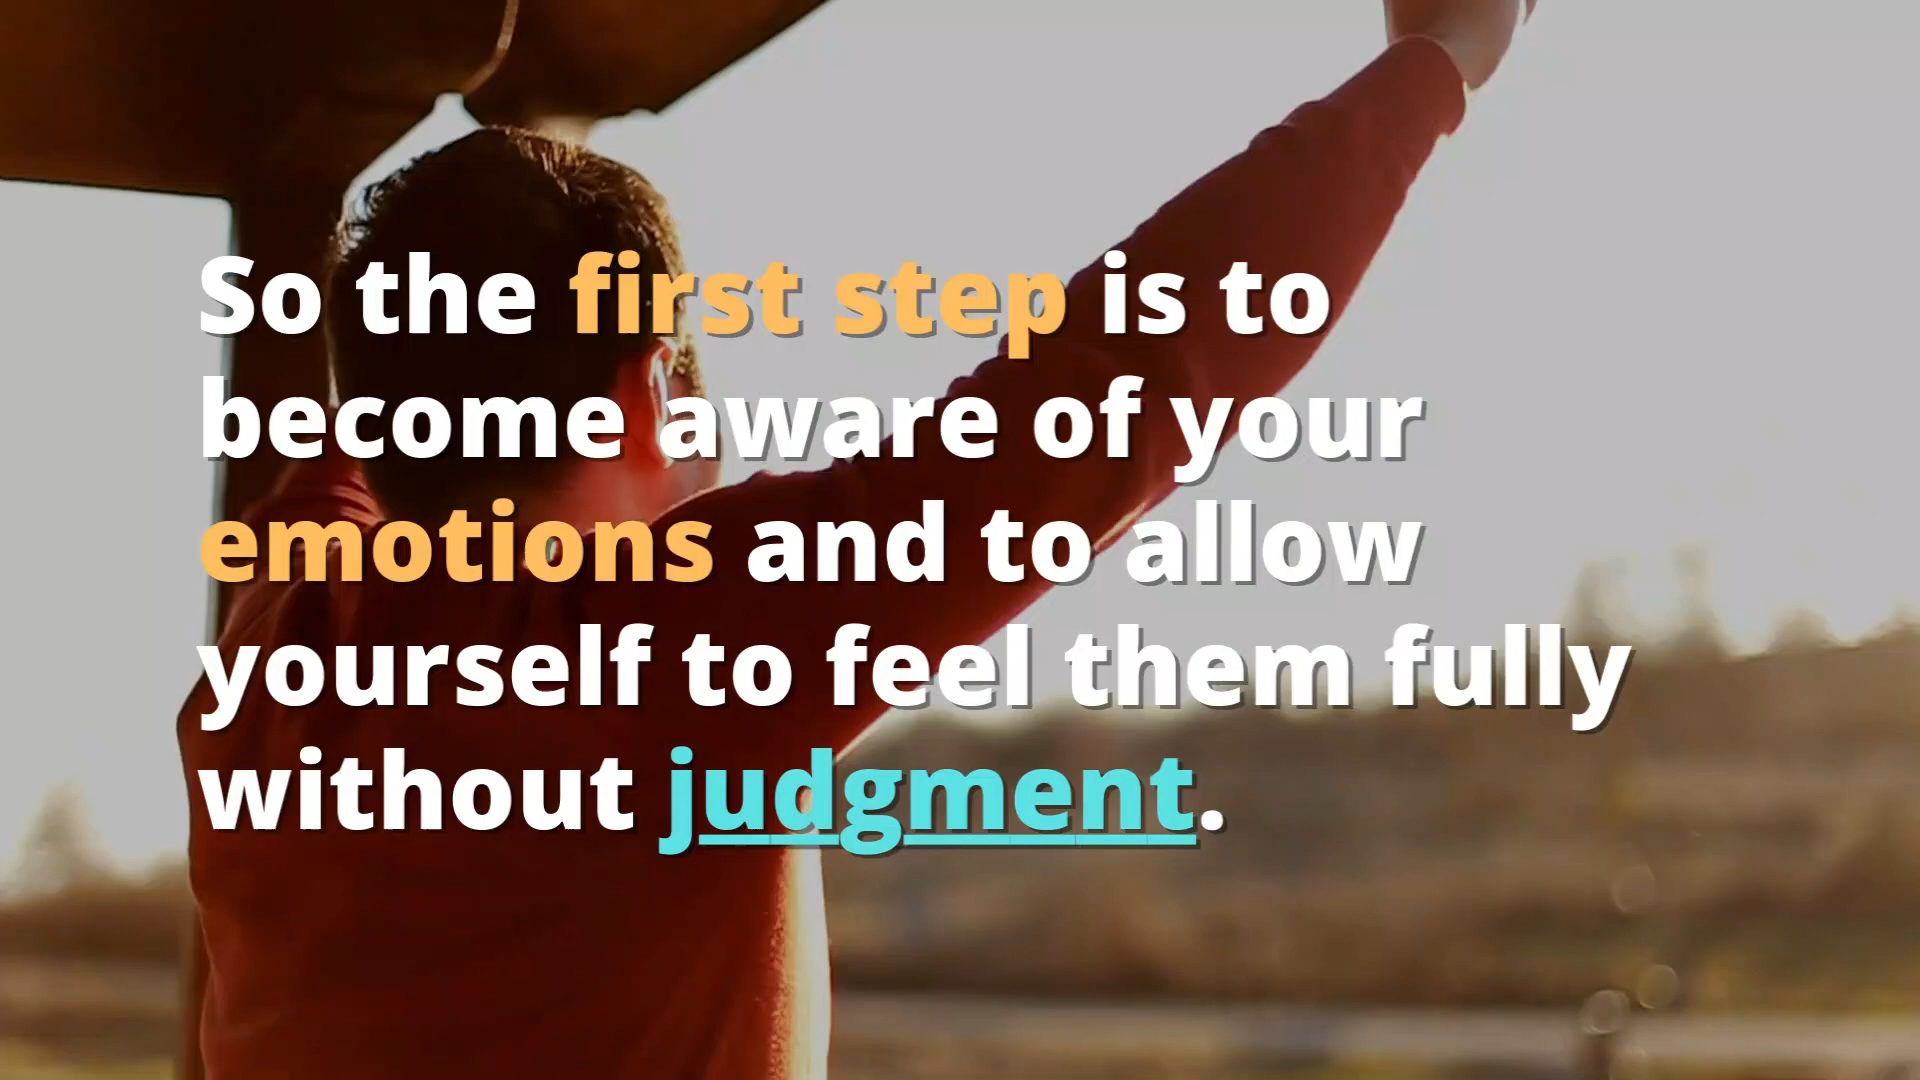 So the first step is to
become aware of your
emotions and to allow
yourself to feel them fully
without judgment.